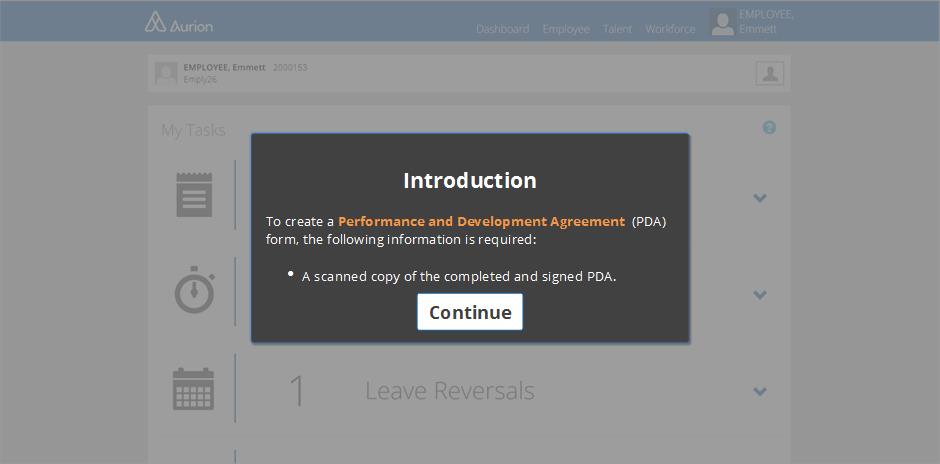 Aurion
Dashboard Employee Talent Workforce
EMPLOYEE,
Emmett
EMPLOYEE, Emmett 2000153
Emply26
My Tasks
?
Introduction
To create a Performance and Development Agreement (PDA)
form, the following information is required:
• A scanned copy of the completed and signed PDA.
Continue
1 Leave Reversals